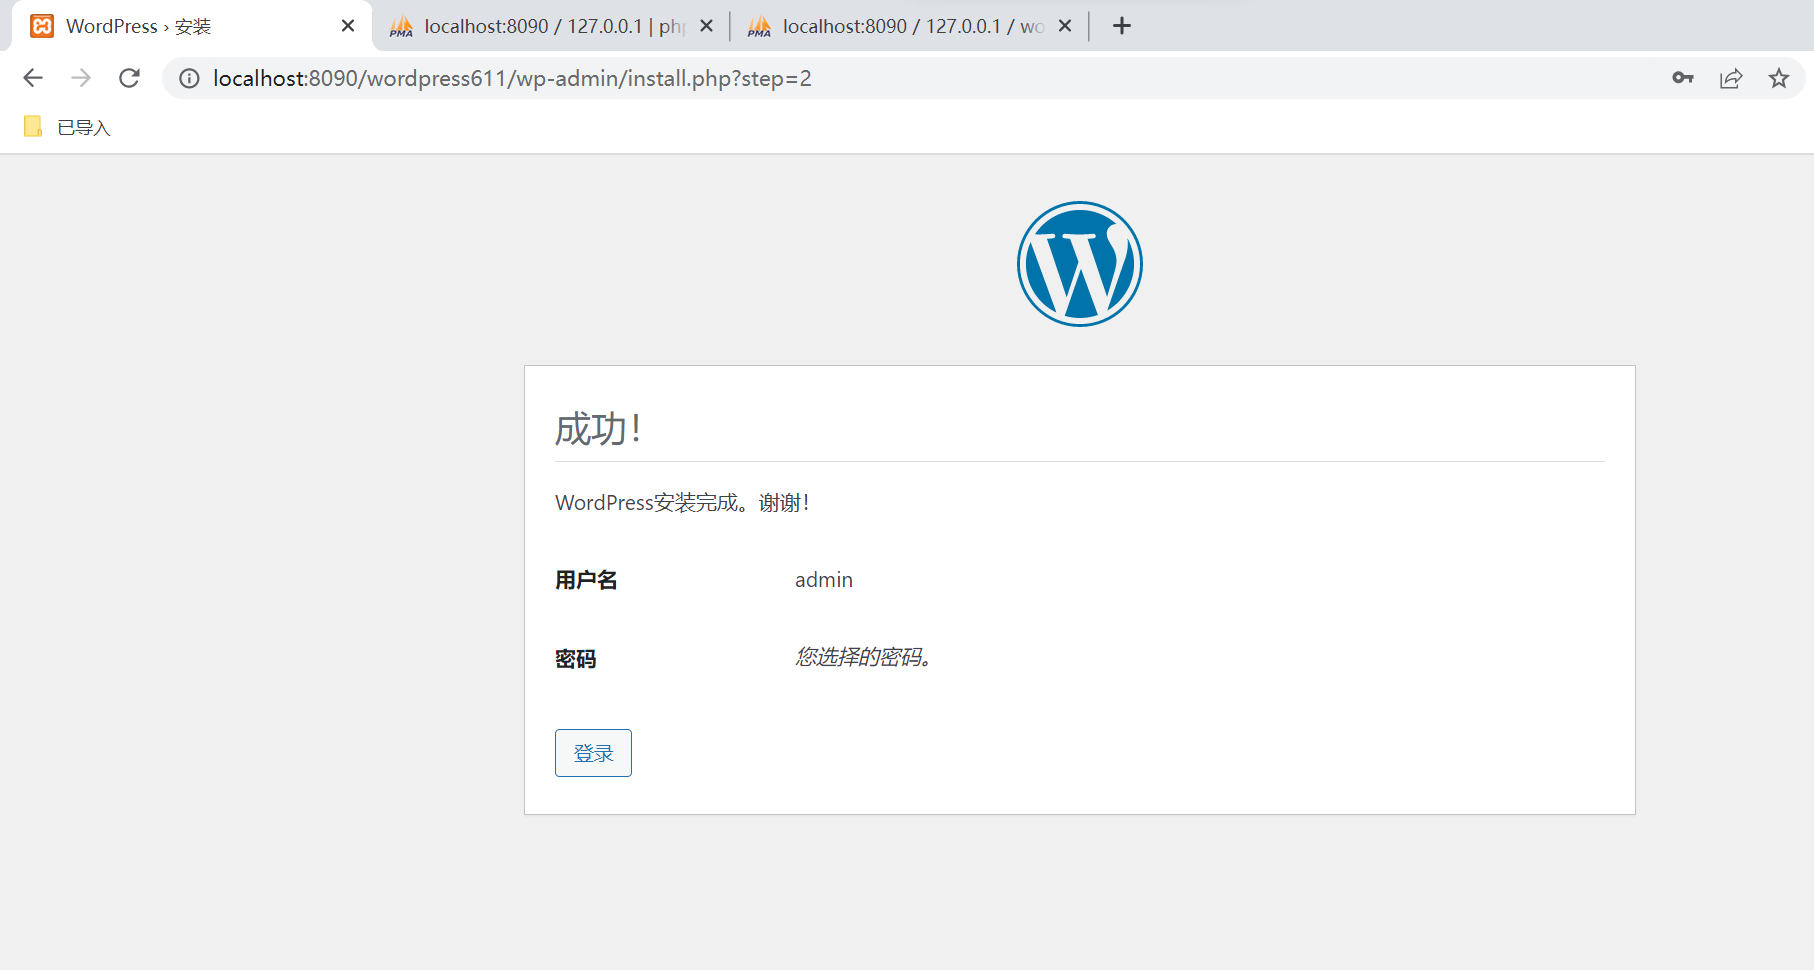 WordPress › 安装
localhost:8090 / 127.0.0.1 | php
localhost:8090 / 127.0.0.1 / wo
localhost:8090/wordpress611/wp-admin/install.php?step=2
已导入
成功！
WordPress安装完成。谢谢！
用户名 admin
密码 您选择的密码。
登录